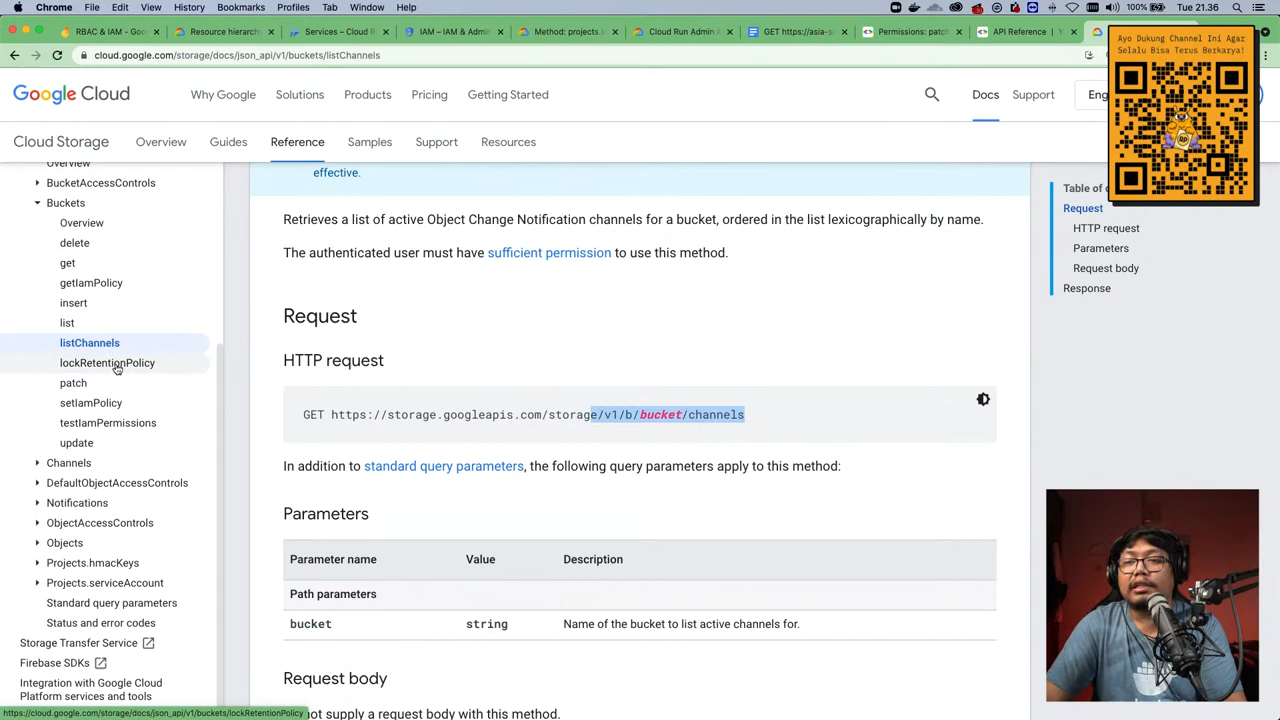 Chrome File Edit View History Bookmarks Profiles Tab Window Help Tue 21.36
RBAC & IAM - Goo
Resource hierarch
Services – Cloud R
IAM – IAM & Admin
Method: projects.l
Cloud Run Admin A
GET https://asia-s
Permissions: patch
API Reference | Y
cloud.google.com/storage/docs/json_api/v1/buckets/listChannels
Ayo Dukung Channel Ini Agar
Selalu Bisa Terus Berkarya!
Google Cloud Why Google Solutions Products Pricing Getting Started Docs Support Eng
Cloud Storage Overview Guides Reference Samples Support Resources
Overview
BucketAccessControls
Buckets
Overview
delete
get
getIamPolicy
insert
list
listChannels
lockRetentionPolicy
patch
setIamPolicy
testIamPermissions
update
Channels
DefaultObjectAccessControls
Notifications
ObjectAccessControls
Objects
Projects.hmacKeys
Projects.serviceAccount
Standard query parameters
Status and error codes
Storage Transfer Service
Firebase SDKs
Integration with Google Cloud
Platform services and tools
https://cloud.google.com/storage/docs/json_api/v1/buckets/lockRetentionPolicy
effective.
Retrieves a list of active Object Change Notification channels for a bucket, ordered in the list lexicographically by name.
The authenticated user must have sufficient permission to use this method.
Request
HTTP request
GET https://storage.googleapis.com/storage/v1/b/bucket/channels
In addition to standard query parameters, the following query parameters apply to this method:
Parameters
Parameter name Value Description
Path parameters
bucket string Name of the bucket to list active channels for.
Request body
not supply a request body with this method.
Table of
Request
HTTP request
Parameters
Request body
Response